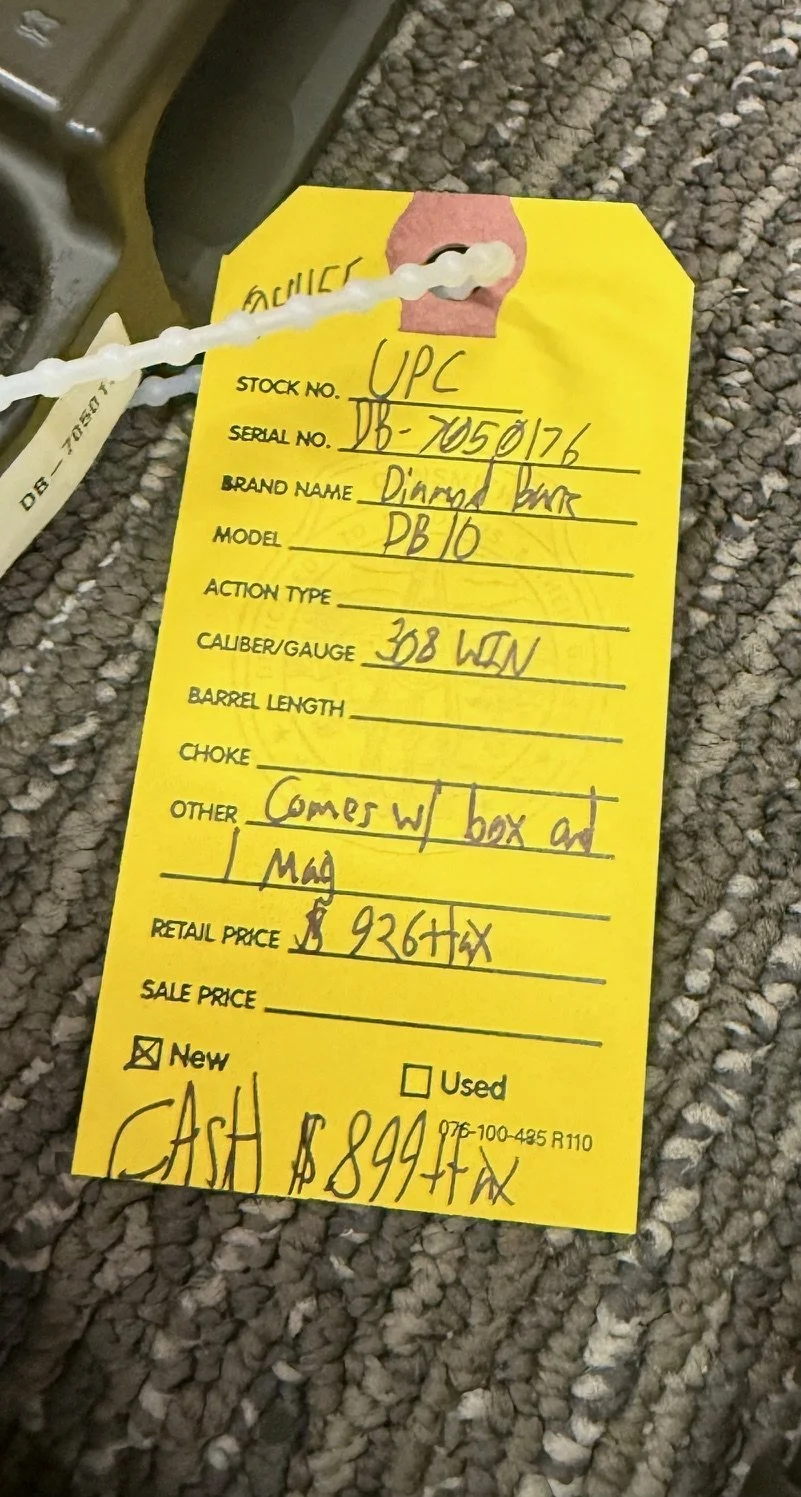 STOCK NO. UPC
SERIAL NO. DB-7050176
BRAND NAME Diamond
MODEL DB10
ACTION TYPE
CALIBER/GAUGE 308 WIN
BARREL LENGTH
CHOKE
OTHER Comes w/ box and
1 Mag
RETAIL PRICE $ 926+tax
SALE PRICE
New
Used
076-100-485 R110
CASH $899+tax
DB-7050